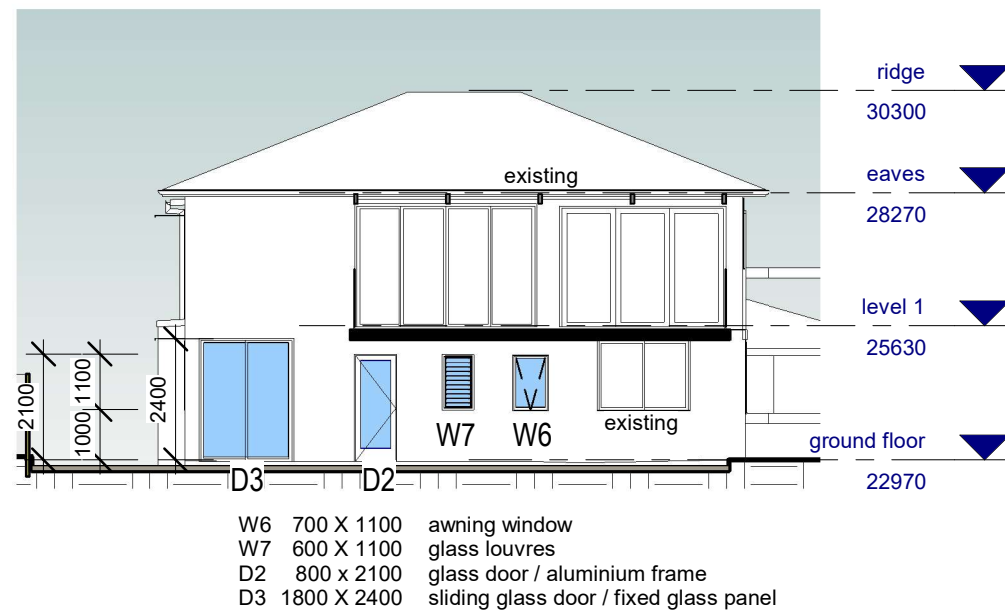 ridge
30300
existing
eaves
28270
level 1
25630
2100
1000
1100
2400
W7
W6
existing
ground floor
22970
D3
D2
W6 700 X 1100 awning window
W7 600 X 1100 glass louvres
D2 800 x 2100 glass door / aluminium frame
D3 1800 X 2400 sliding glass door / fixed glass panel